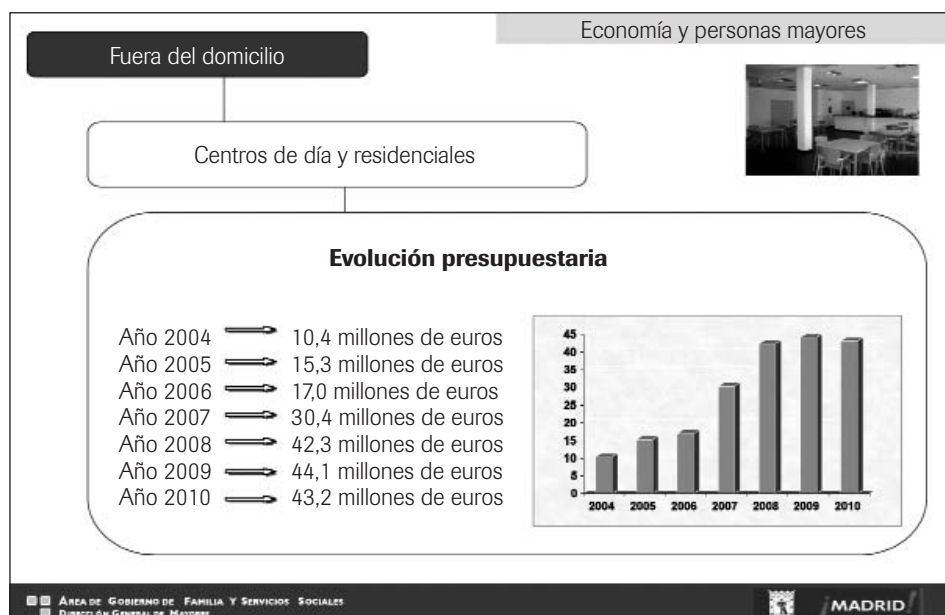 Economía y personas mayores
Fuera del domicilio
Centros de día y residenciales
Evolución presupuestaria
Año 2004 10,4 millones de euros
Año 2005 15,3 millones de euros
Año 2006 17,0 millones de euros
Año 2007 30,4 millones de euros
Año 2008 42,3 millones de euros
Año 2009 44,1 millones de euros
Año 2010 43,2 millones de euros
45
40
35
30
25
20
15
10
5
0
2004 2005 2006 2007 2008 2009 2010
ÁREA DE GOBIERNO DE FAMILIA Y SERVICIOS SOCIALES
DIRECCIÓN GENERAL DE MAYORES
¡MADRID!